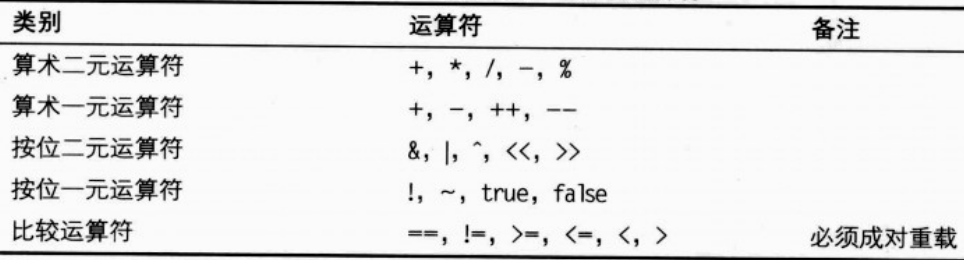 类别 运算符 备注
算术二元运算符 +, *, /, −, %
算术一元运算符 +, −, ++, −−
按位二元运算符 &, |, ^, <<, >>
按位一元运算符 !, ~, true, false
比较运算符 ==, !=, >=, <=, <, > 必须成对重载